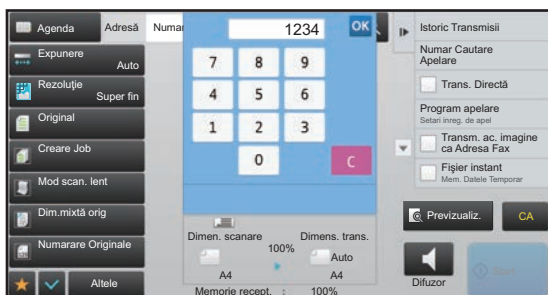 Agenda
Adresă
Numar
1234
OK
Istoric Transmisii
Expunere
Auto
Numar Cautare
Apelare
7 8 9
Trans. Directă
Rezoluţie
Super fin
4 5 6
Program apelare
Setari inreg. de apel
Original
1 2 3
Transm. ac. imagine
ca Adresa Fax
Creare Job
0 C
Fişier instant
Mem. Datele Temporar
Mod scan. lent
Dim.mixtă orig
Previzualiz.
CA
Dimen. scanare
Dimens. trans.
100%
Numarare Originale
Auto
A4
A4
Start
Altele
Difuzor
Memorie recept. : 100%